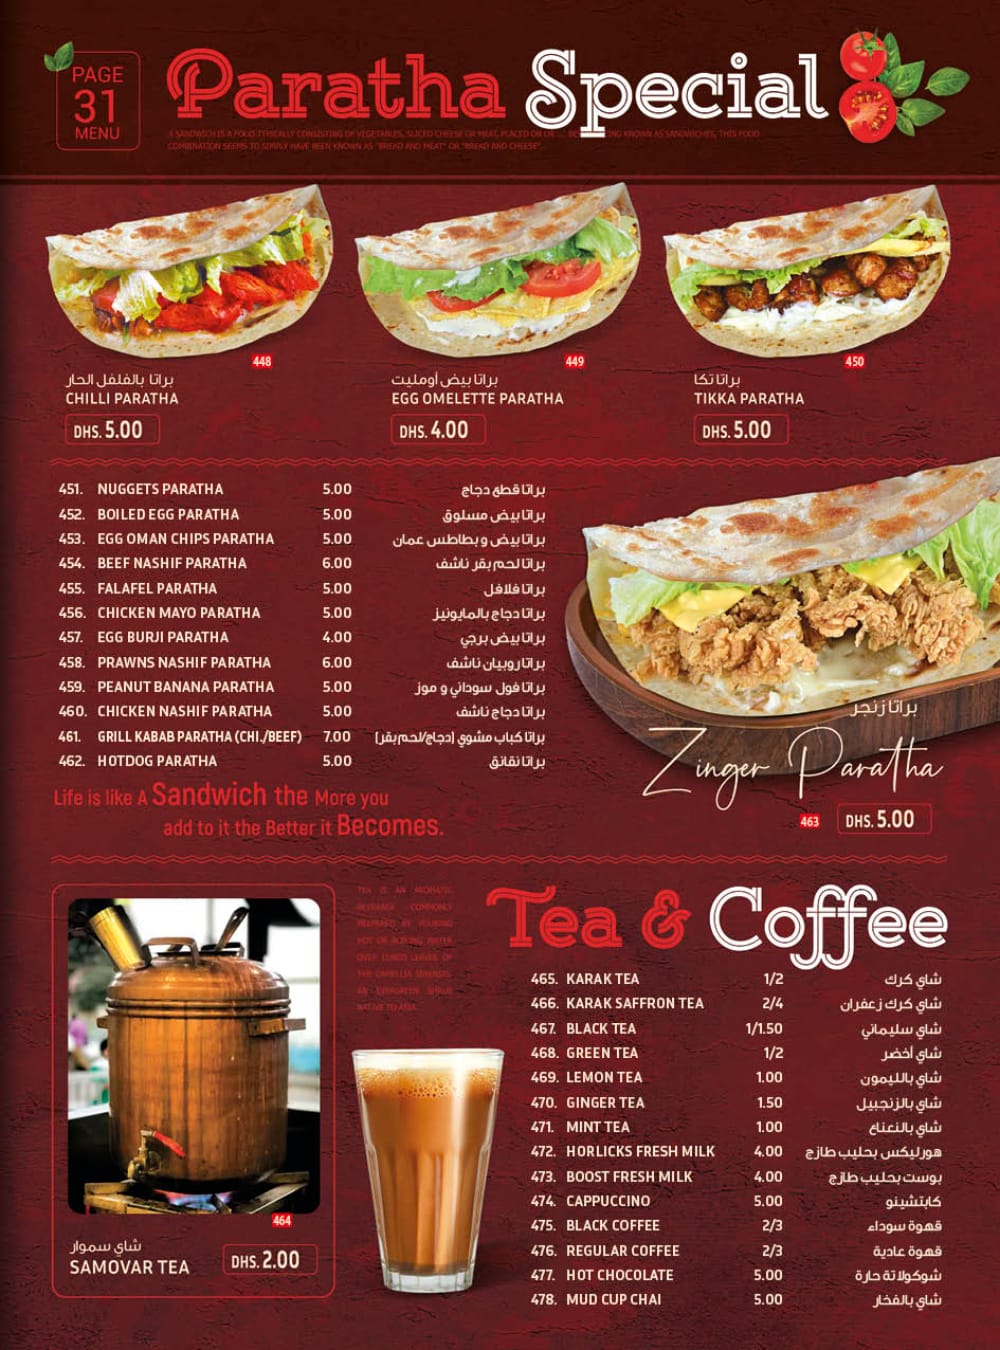 PAGE
31
MENU
Paratha Special
A SANDWICH IS A FOOD TYPICALLY CONSISTING OF VEGETABLES, SLICED CHEESE OR MEAT, PLACED ON OR
KNOWN AS SANDWICHES, THIS FOOD
COMBINATION SEEMS TO SIMPLY HAVE BEEN KNOWN AS "BREAD AND MEAT" OR "BREAD AND CHEESE".
448
براتا بالفلفل الحار
CHILLI PARATHA
DHS. 5.00
449
براتا بيض أومليت
EGG OMELETTE PARATHA
DHS. 4.00
450
براتا تكا
TIKKA PARATHA
DHS. 5.00
451. NUGGETS PARATHA 5.00 براتا قطع دجاج
452. BOILED EGG PARATHA 5.00 براتا بيض مسلوق
453. EGG OMAN CHIPS PARATHA 5.00 براتا بيض و بطاطس عمان
454. BEEF NASHIF PARATHA 6.00 براتا لحم بقر ناشف
455. FALAFEL PARATHA 5.00 براتا فلافل
456. CHICKEN MAYO PARATHA 5.00 براتا دجاج بالمايونيز
457. EGG BURJI PARATHA 4.00 براتا بيض برجي
458. PRAWNS NASHIF PARATHA 6.00 براتا روبيان ناشف
459. PEANUT BANANA PARATHA 5.00 براتا فول سوداني و موز
460. CHICKEN NASHIF PARATHA 5.00 براتا دجاج ناشف
461. GRILL KABAB PARATHA (CHI./BEEF) 7.00 براتا كباب مشوي (دجاج/لحم بقر)
462. HOTDOG PARATHA 5.00 براتا نقانق
Life is like A Sandwich the More you
add to it the Better it Becomes.
براتا زنجر
Zinger Paratha
463
DHS. 5.00
TEA IS AN AROMATIC
BEVERAGE COMMONLY
PREPARED BY POURING
HOT OR BOILING WATER
OVER CURED LEAVES OF
THE CAMELLIA SINENSIS,
AN EVERGREEN SHRUB
NATIVE TO ASIA.
464
شاي سموار
SAMOVAR TEA
DHS. 2.00
Tea & Coffee
465. KARAK TEA 1/2 شاي كرك
466. KARAK SAFFRON TEA 2/4 شاي كرك زعفران
467. BLACK TEA 1/1.50 شاي سليماني
468. GREEN TEA 1/2 شاي أخضر
469. LEMON TEA 1.00 شاي بالليمون
470. GINGER TEA 1.50 شاي بالزنجبيل
471. MINT TEA 1.00 شاي بالنعناع
472. HORLICKS FRESH MILK 4.00 هورليكس بحليب طازج
473. BOOST FRESH MILK 4.00 بوست بحليب طازج
474. CAPPUCCINO 5.00 كابتشينو
475. BLACK COFFEE 2/3 قهوة سوداء
476. REGULAR COFFEE 2/3 قهوة عادية
477. HOT CHOCOLATE 5.00 شوكولاتة حارة
478. MUD CUP CHAI 5.00 شاي بالفخار